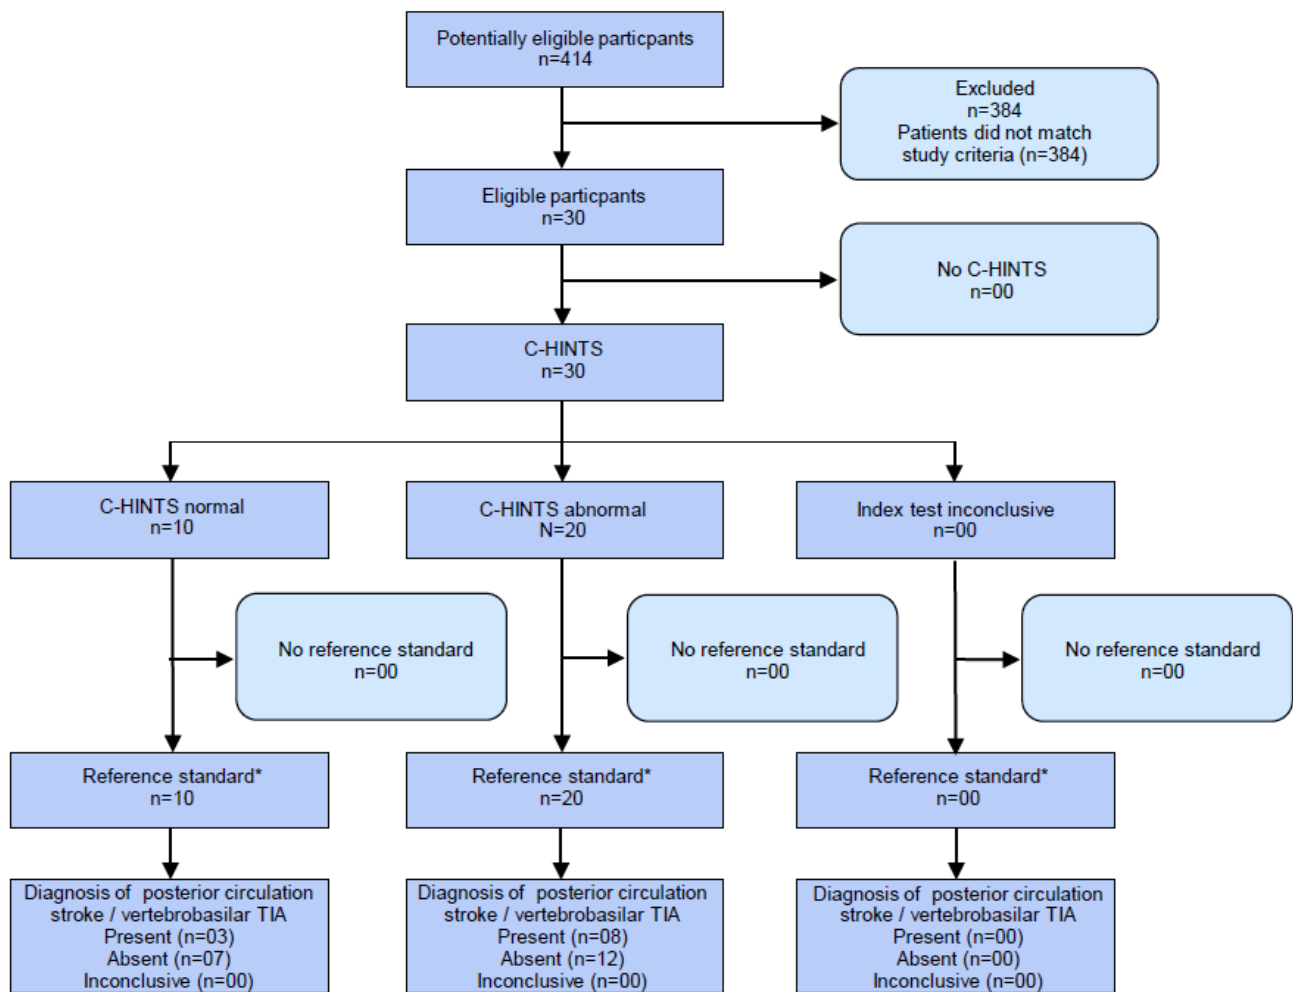 Potentially eligible particpants
n=414
Excluded
n=384
Patients did not match
study criteria (n=384)
Eligible particpants
n=30
No C-HINTS
n=00
C-HINTS
n=30
C-HINTS normal
n=10
C-HINTS abnormal
N=20
Index test inconclusive
n=00
No reference standard
n=00
No reference standard
n=00
No reference standard
n=00
Reference standard*
n=10
Reference standard*
n=20
Reference standard*
n=00
Diagnosis of posterior circulation
stroke / vertebrobasilar TIA
Present (n=03)
Absent (n=07)
Inconclusive (n=00)
Diagnosis of posterior circulation
stroke / vertebrobasilar TIA
Present (n=08)
Absent (n=12)
Inconclusive (n=00)
Diagnosis of posterior circulation
stroke / vertebrobasilar TIA
Present (n=00)
Absent (n=00)
Inconclusive (n=00)